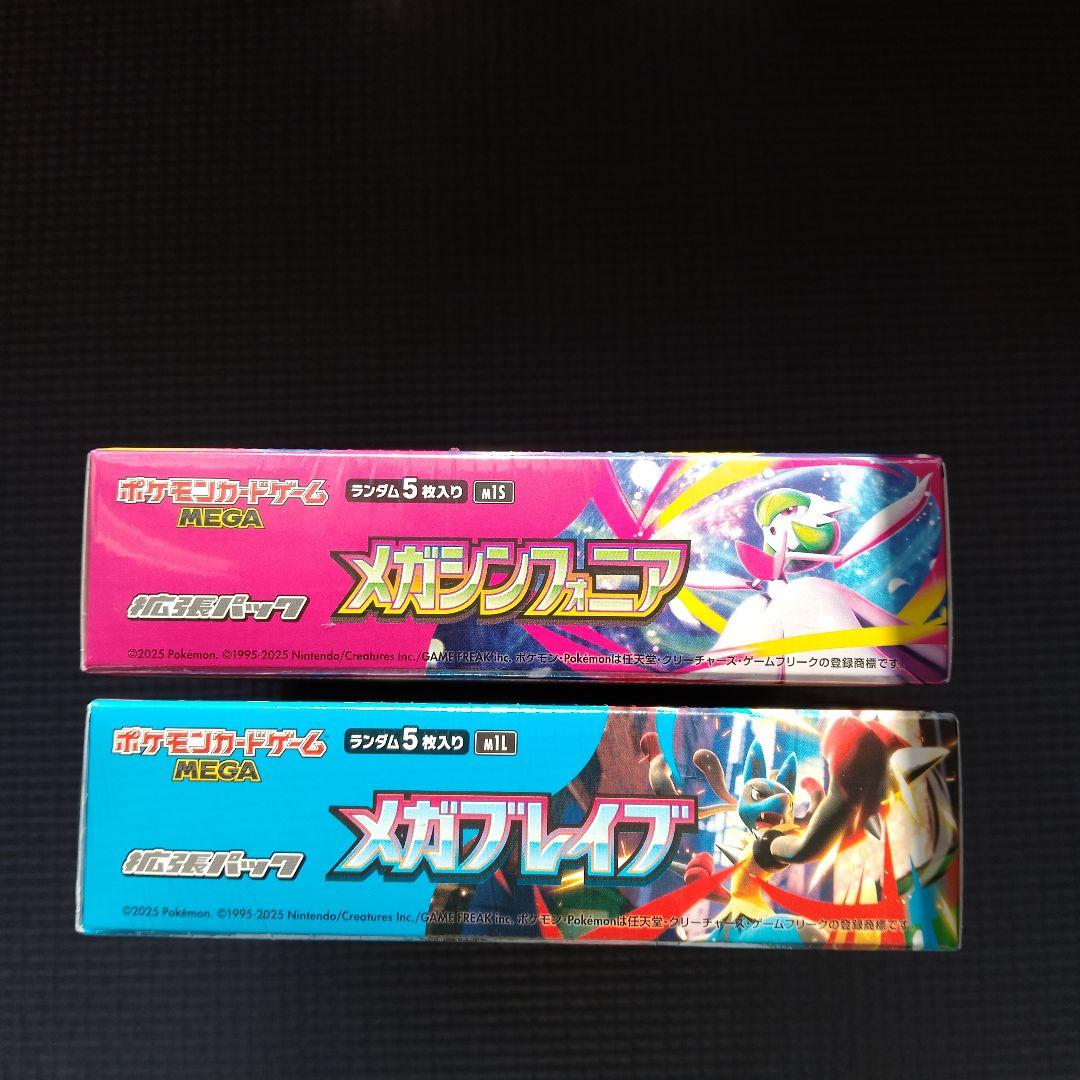 ポケモンカードゲーム
MEGA
ランダム5枚入り M1S
メガシンフォニア
拡張パック
©2025 Pokémon. ©1995-2025 Nintendo/Creatures Inc./GAME FREAK inc. ポケモン・Pokémonは任天堂・クリーチャーズ・ゲームフリークの登録商標です。
ポケモンカードゲーム
MEGA
ランダム5枚入り M1L
メガブレイブ
拡張パック
©2025 Pokémon. ©1995-2025 Nintendo/Creatures Inc./GAME FREAK inc. ポケモン・Pokémonは任天堂・クリーチャーズ・ゲームフリークの登録商標です。